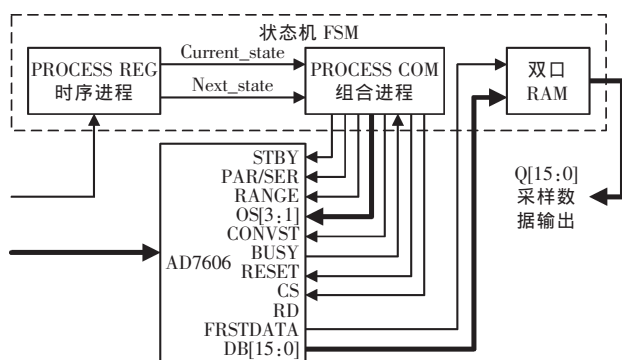 状态机 FSM
Current_state
PROCESS REG
时序进程
Next_state
PROCESS COM
组合进程
双口
RAM
STBY
PAR/SER
RANGE
OS[3:1]
CONVST
BUSY
RESET
CS
RD
FRSTDATA
DB[15:0]
AD7606
Q[15:0]
采样数
据输出